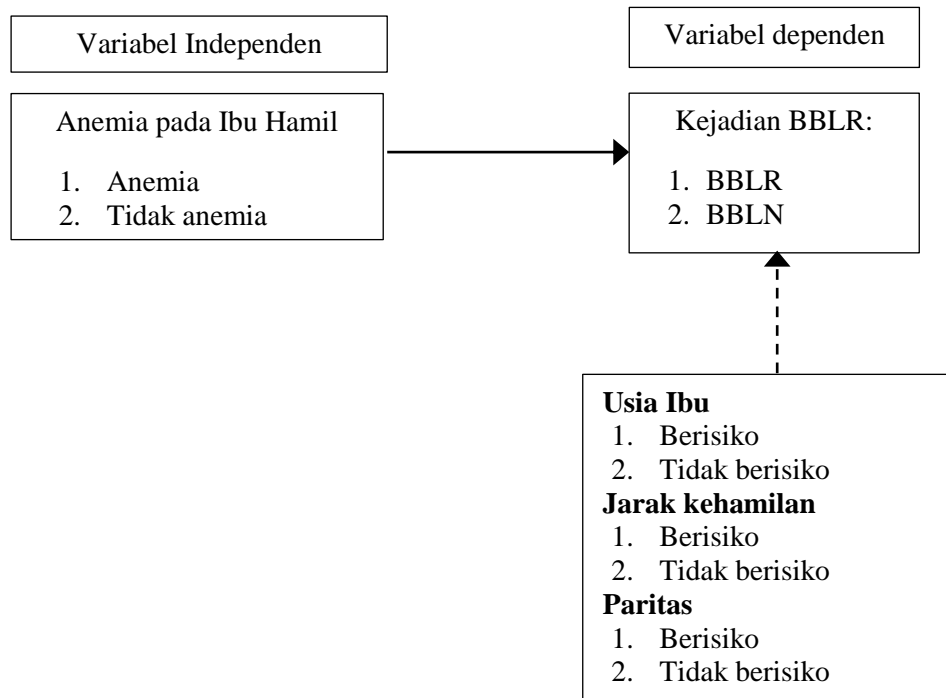 Variabel Independen
Variabel dependen
Anemia pada Ibu Hamil
1. Anemia
2. Tidak anemia
Kejadian BBLR:
1. BBLR
2. BBLN
Usia Ibu
1. Berisiko
2. Tidak berisiko
Jarak kehamilan
1. Berisiko
2. Tidak berisiko
Paritas
1. Berisiko
2. Tidak berisiko